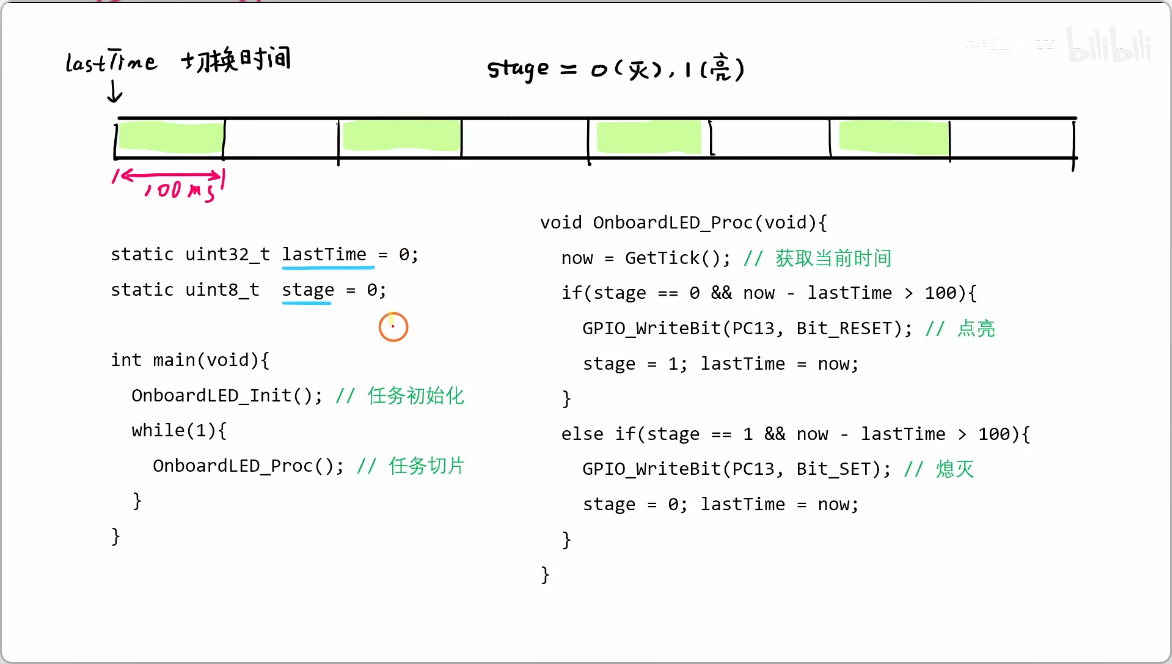 lastTime 切换时间
stage = 0(灭),1(亮)
bilibili
100ms
static uint32_t lastTime = 0;
static uint8_t stage = 0;
int main(void){
OnboardLED_Init(); // 任务初始化
while(1){
OnboardLED_Proc(); // 任务切片
}
}
void OnboardLED_Proc(void){
now = GetTick(); // 获取当前时间
if(stage == 0 && now - lastTime > 100){
GPIO_WriteBit(PC13, Bit_RESET); // 点亮
stage = 1; lastTime = now;
}
else if(stage == 1 && now - lastTime > 100){
GPIO_WriteBit(PC13, Bit_SET); // 熄灭
stage = 0; lastTime = now;
}
}